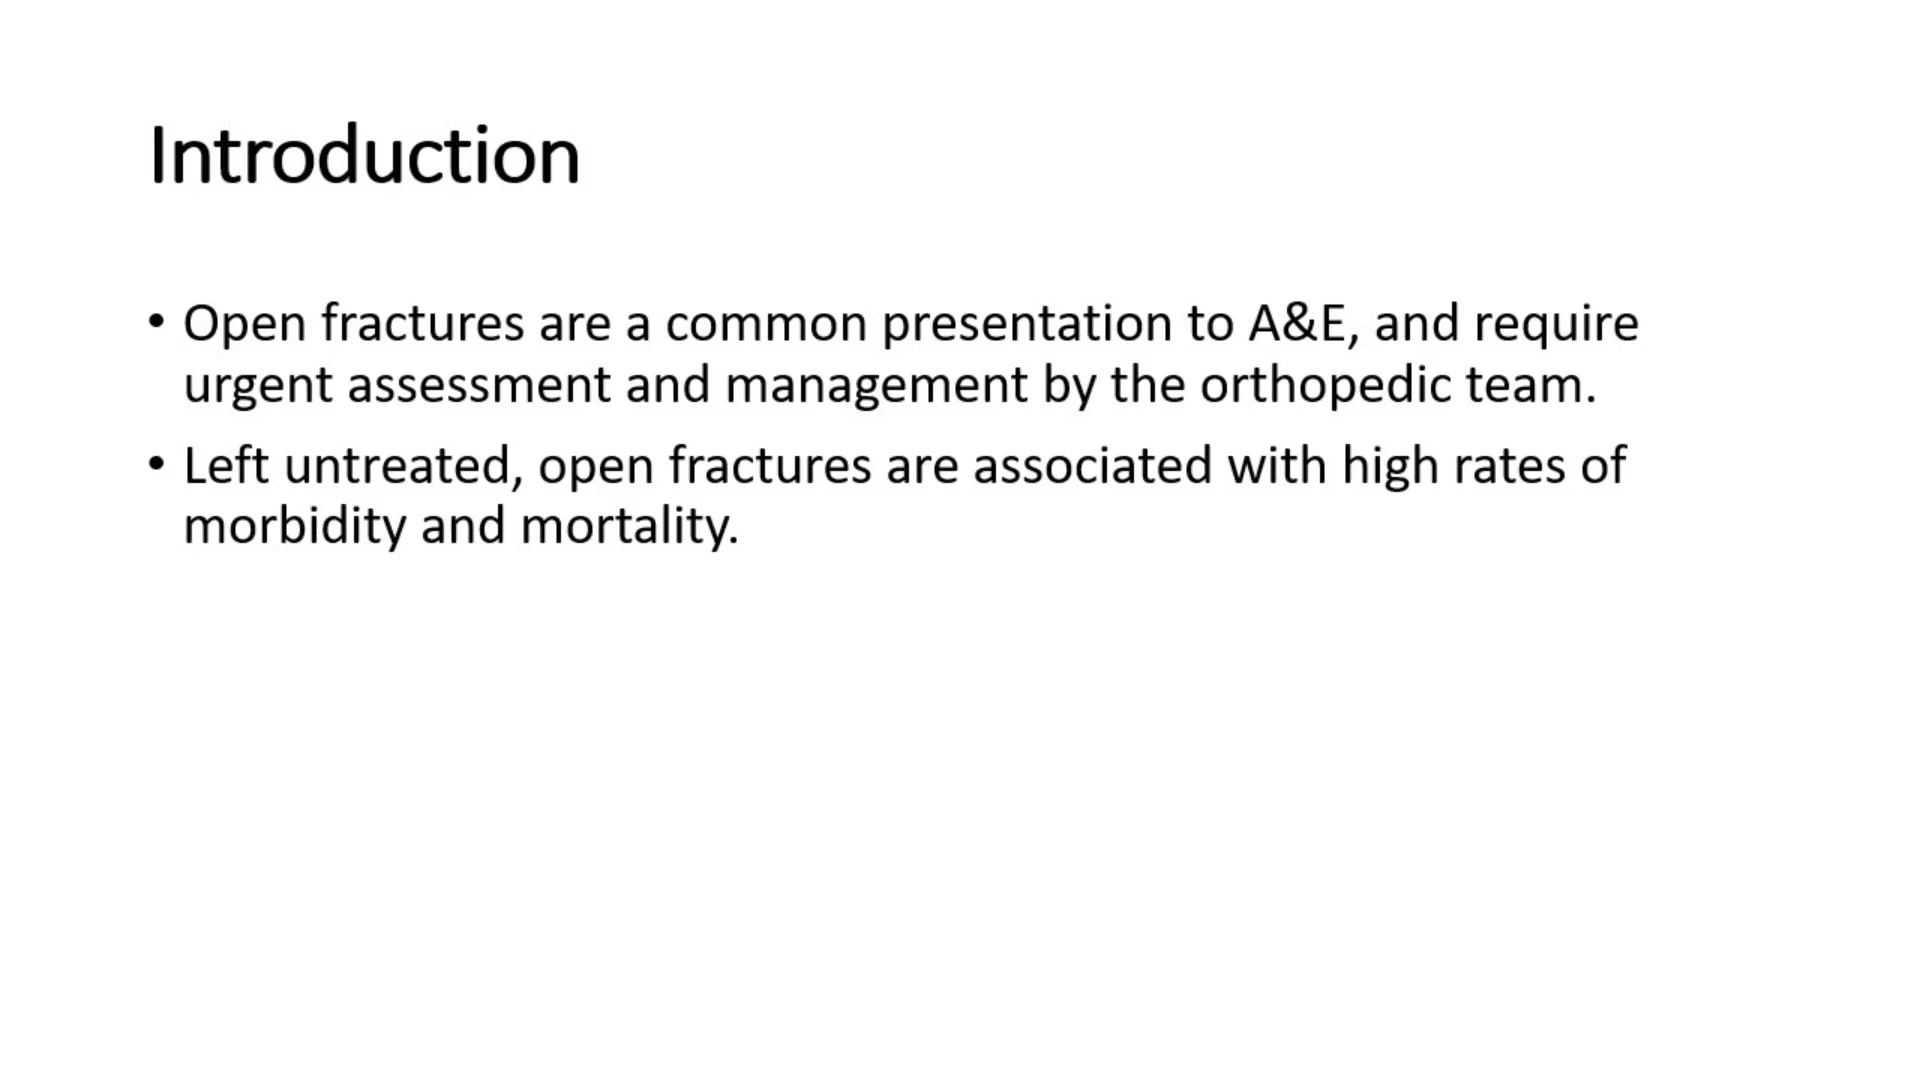 Introduction
• Open fractures are a common presentation to A&E, and require
urgent assessment and management by the orthopedic team.
• Left untreated, open fractures are associated with high rates of
morbidity and mortality.